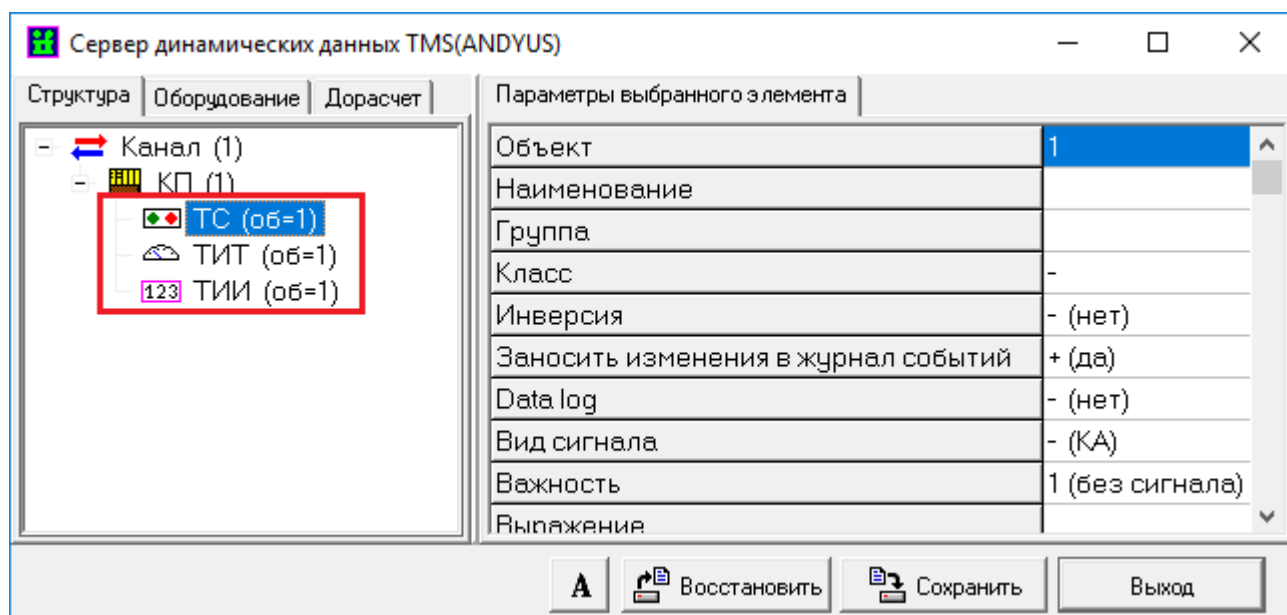 Сервер динамических данных TMS(ANDYUS)
Структура Оборудование Дорасчет
Параметры выбранного элемента
Канал (1)
КП (1)
ТС (об=1)
ТИТ (об=1)
123 ТИИ (об=1)
Объект 1
Наименование
Группа
Класс -
Инверсия - (нет)
Заносить изменения в журнал событий + (да)
Data log - (нет)
Вид сигнала - (КА)
Важность 1 (без сигнала)
Выражение
A Восстановить Сохранить Выход